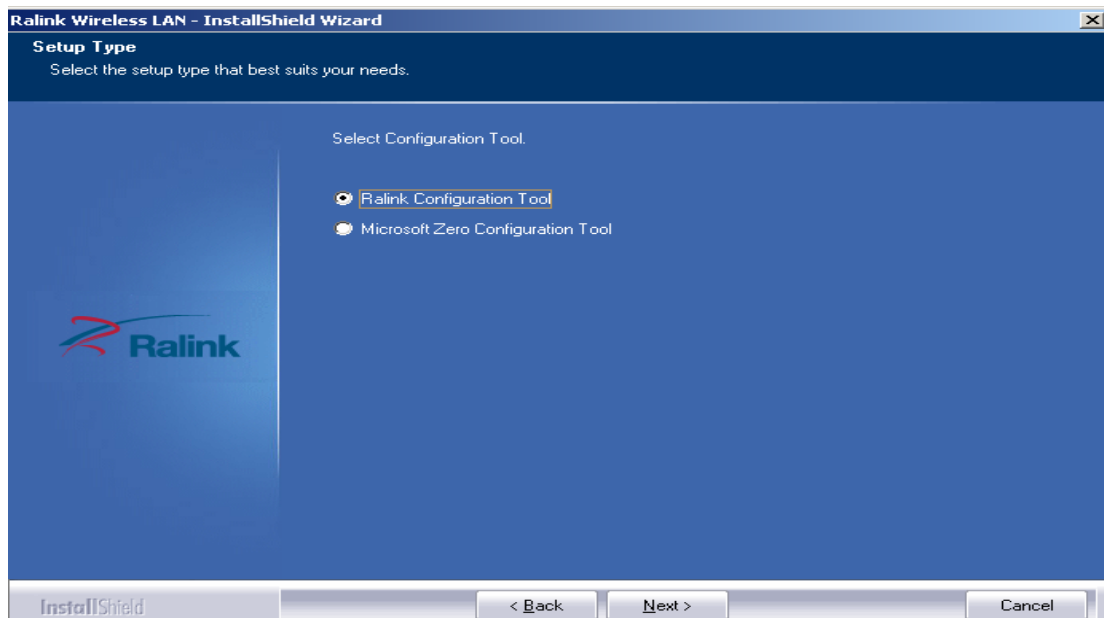 Ralink Wireless LAN - InstallShield Wizard
Setup Type
Select the setup type that best suits your needs.
Select Configuration Tool.
Ralink Configuration Tool
Microsoft Zero Configuration Tool
Ralink
InstallShield
< Back
Next >
Cancel